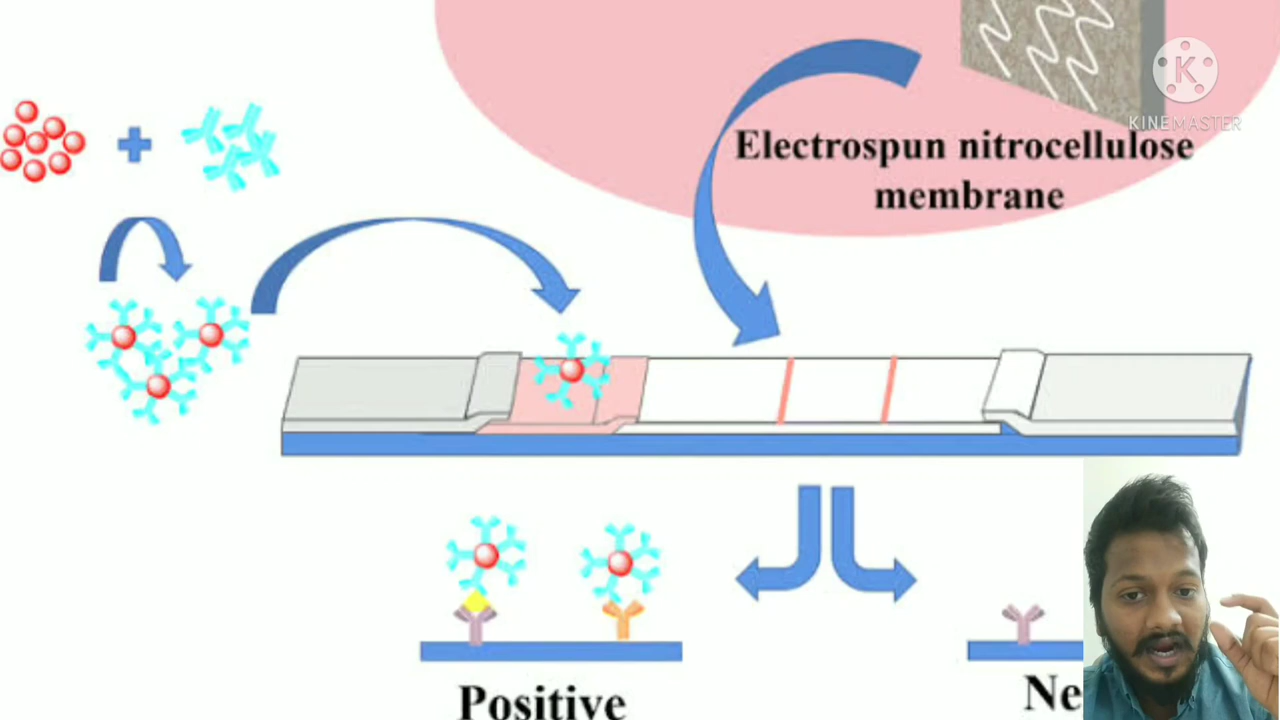 K
KINEMASTER
Electrospun nitrocellulose
membrane
Positive
Ne